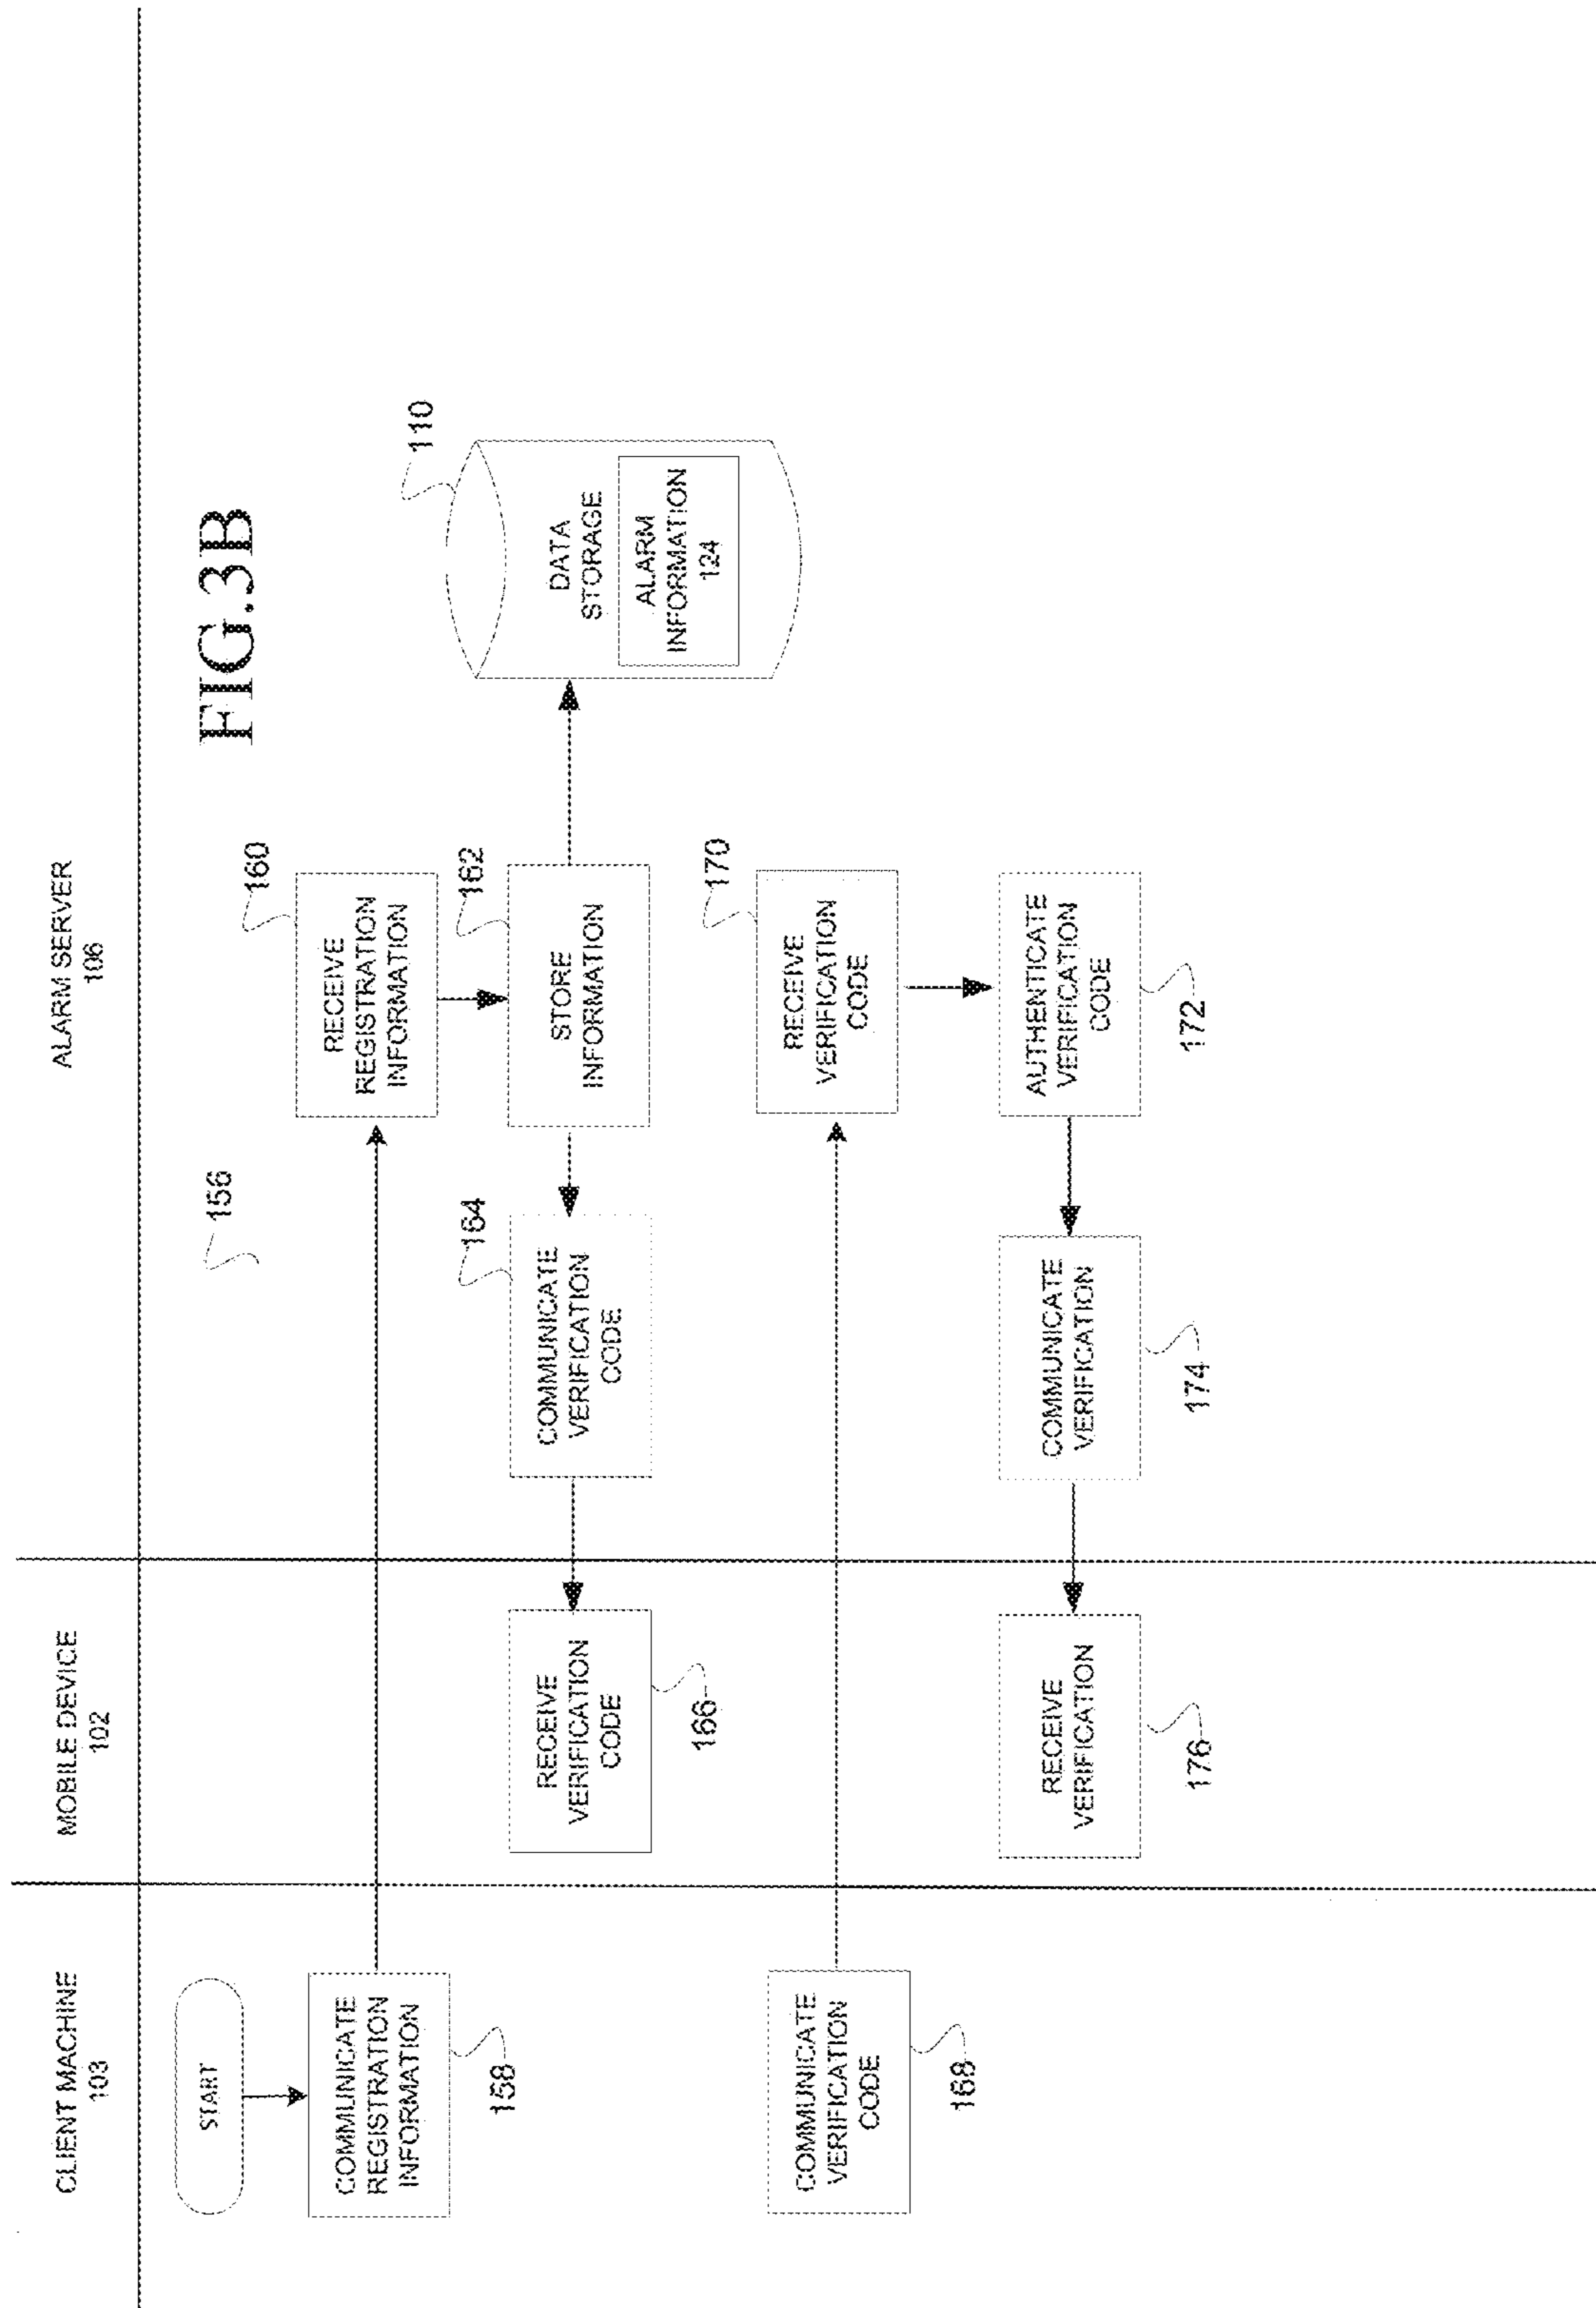 CLIENT MACHINE
103
MOBILE DEVICE
102
ALARM SERVER
106
FIG.3B
156
START
COMMUNICATE
REGISTRATION
INFORMATION
158
RECEIVE
REGISTRATION
INFORMATION
160
STORE
INFORMATION
162
DATA
STORAGE
110
ALARM
INFORMATION
124
COMMUNICATE
VERIFICATION
CODE
164
RECEIVE
VERIFICATION
CODE
166
COMMUNICATE
VERIFICATION
CODE
168
RECEIVE
VERIFICATION
CODE
170
AUTHENTICATE
VERIFICATION
CODE
172
COMMUNICATE
VERIFICATION
174
RECEIVE
VERIFICATION
176